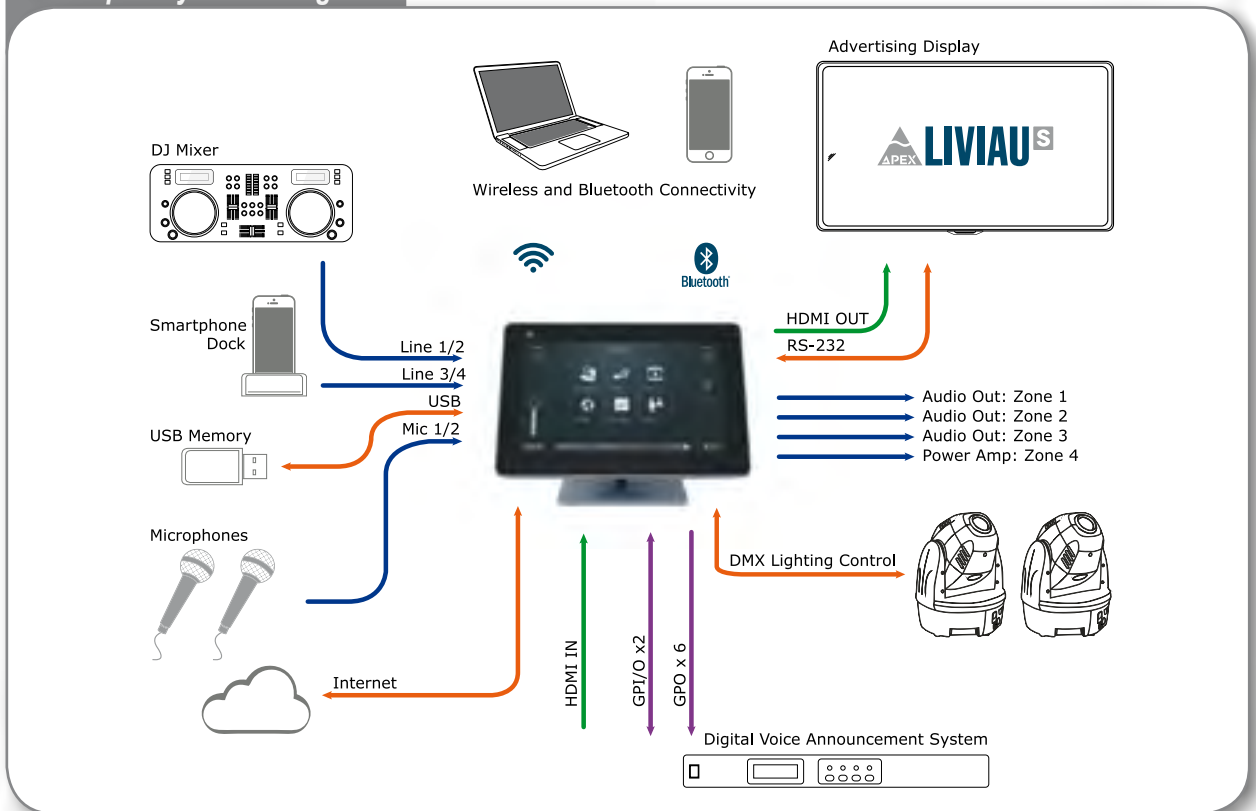 Advertising Display
APEX LIVIAU S
DJ Mixer
Wireless and Bluetooth Connectivity
Bluetooth
HDMI OUT
RS-232
Smartphone
Dock
Line 1/2
Line 3/4
USB
Mic 1/2
USB Memory
Audio Out: Zone 1
Audio Out: Zone 2
Audio Out: Zone 3
Power Amp: Zone 4
Microphones
DMX Lighting Control
HDMI IN
GPI/O x2
GPO x 6
Internet
Digital Voice Announcement System